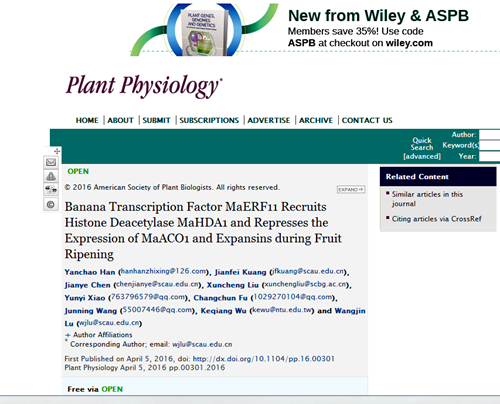 New from Wiley & ASPB
Members save 35%! Use code
ASPB at checkout on wiley.com
PLANT GENES,
GENOMES
AND GENETICS
Plant Physiology®
HOME | ABOUT | SUBMIT | SUBSCRIPTIONS | ADVERTISE | ARCHIVE | CONTACT US
Quick
Search
[advanced]
Author:
Keyword(s)
Year:
OPEN
© 2016 American Society of Plant Biologists. All rights reserved.
EXPAND
Banana Transcription Factor MaERF11 Recruits
Histone Deacetylase MaHDA1 and Represses the
Expression of MaACO1 and Expansins during Fruit
Ripening
Yanchao Han (hanhanzhixing@126.com), Jianfei Kuang (jfkuang@scau.edu.cn),
Jianye Chen (chenjianye@scau.edu.cn), Xuncheng Liu (xunchengliu@scbg.ac.cn),
Yunyi Xiao (763796579@qq.com), Changchun Fu (1029270104@qq.com),
Junning Wang (55007446@qq.com), Keqiang Wu (kewu@ntu.edu.tw) and Wangjin
Lu (wjlu@scau.edu.cn)
+ Author Affiliations
* Corresponding Author; email: wjlu@scau.edu.cn
First Published on April 5, 2016, doi: http://dx.doi.org/10.1104/pp.16.00301
Plant Physiology April 5, 2016 pp.00301.2016
Free via OPEN
Related Content
Similar articles in this
journal
Citing articles via CrossRef